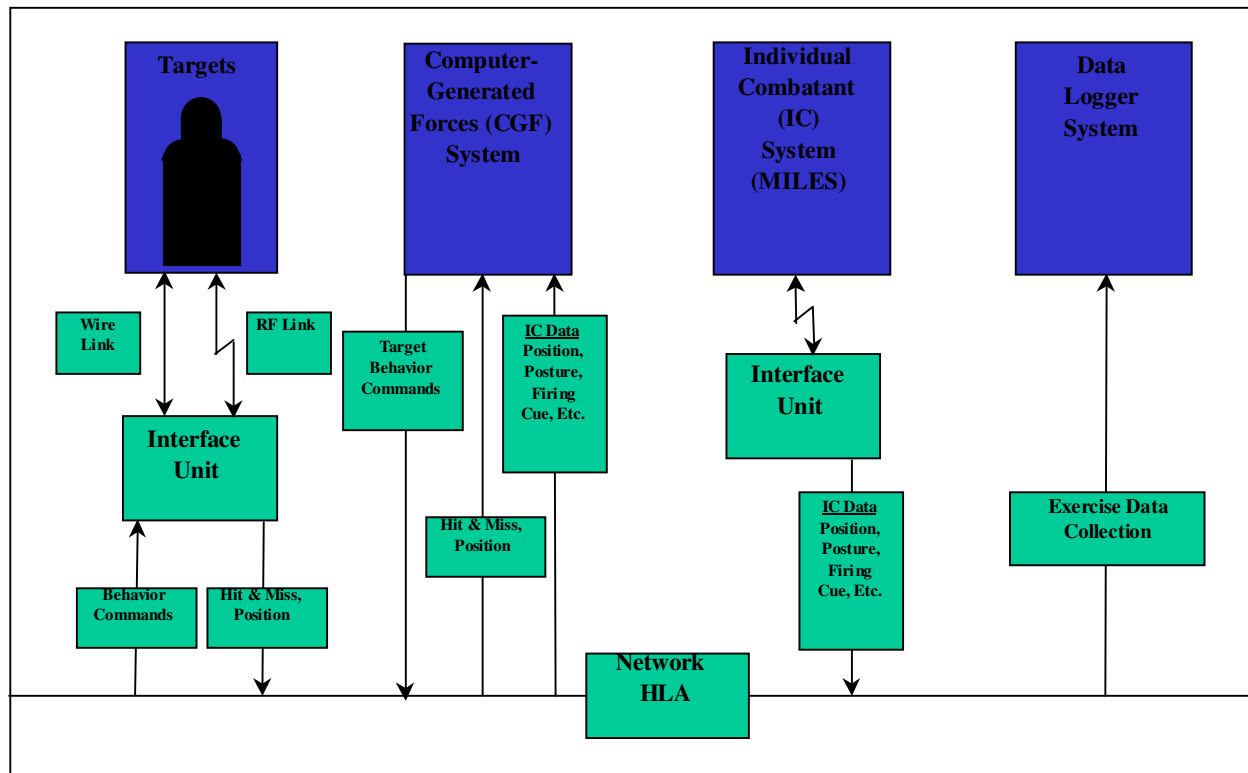 Targets
Computer-
Generated
Forces (CGF)
System
Individual
Combatant
(IC)
System
(MILES)
Data
Logger
System
Wire
Link
RF Link
Target
Behavior
Commands
IC Data
Position,
Posture,
Firing
Cue, Etc.
Interface
Unit
Interface
Unit
Hit & Miss,
Position
IC Data
Position,
Posture,
Firing
Cue, Etc.
Exercise Data
Collection
Behavior
Commands
Hit & Miss,
Position
Network
HLA